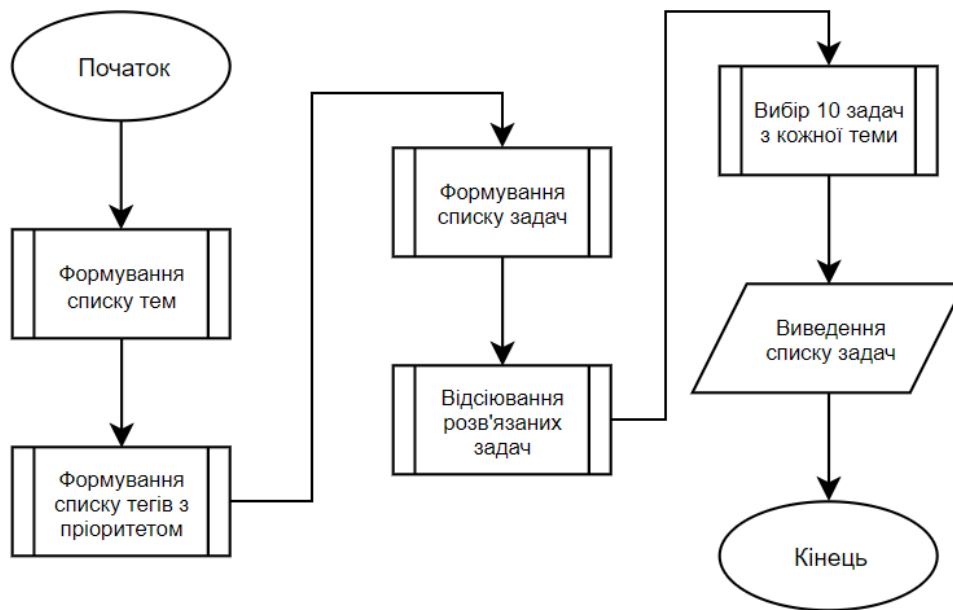 Початок
Формування
списку тем
Формування
списку тегів з
пріоритетом
Формування
списку задач
Відсіювання
розв'язаних
задач
Вибір 10 задач
з кожної теми
Виведення
списку задач
Кінець